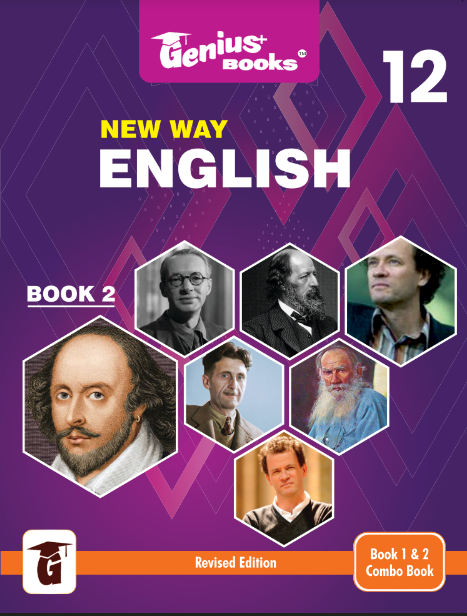 Genius+
BOOKS TM
12
NEW WAY
ENGLISH
BOOK 2
G
Revised Edition
Book 1 & 2
Combo Book